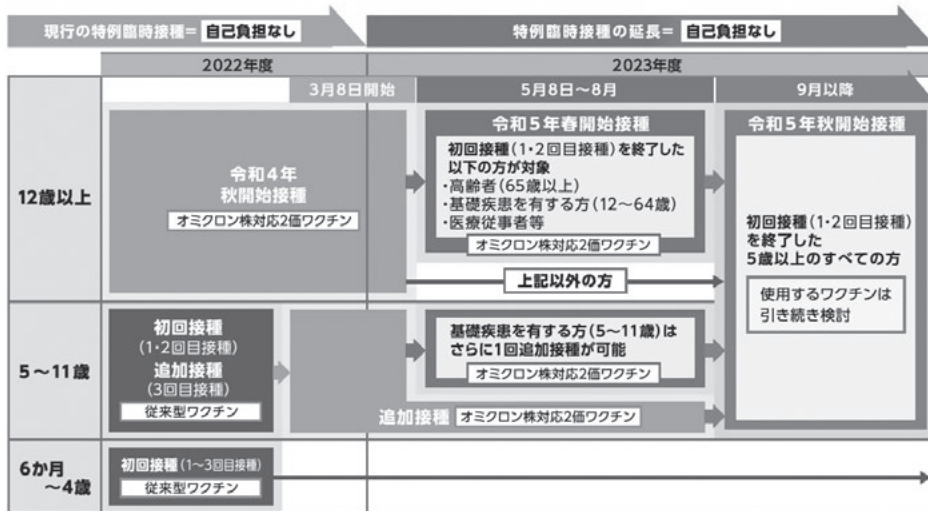 現行の特例臨時接種= 自己負担なし
特例臨時接種の延長= 自己負担なし
2022年度
2023年度
3月8日開始
5月8日～8月
9月以降
12歳以上
令和4年
秋開始接種
オミクロン株対応2価ワクチン
令和5年春開始接種
初回接種(1・2回目接種)を終了した
以下の方が対象
・高齢者(65歳以上)
・基礎疾患を有する方(12～64歳)
・医療従事者等
オミクロン株対応2価ワクチン
上記以外の方
令和5年秋開始接種
初回接種(1・2回目接種)
を終了した
5歳以上のすべての方
使用するワクチンは
引き続き検討
5～11歳
初回接種
(1・2回目接種)
追加接種
(3回目接種)
従来型ワクチン
基礎疾患を有する方(5～11歳)は
さらに1回追加接種が可能
オミクロン株対応2価ワクチン
追加接種 オミクロン株対応2価ワクチン
6か月
～4歳
初回接種(1～3回目接種)
従来型ワクチン